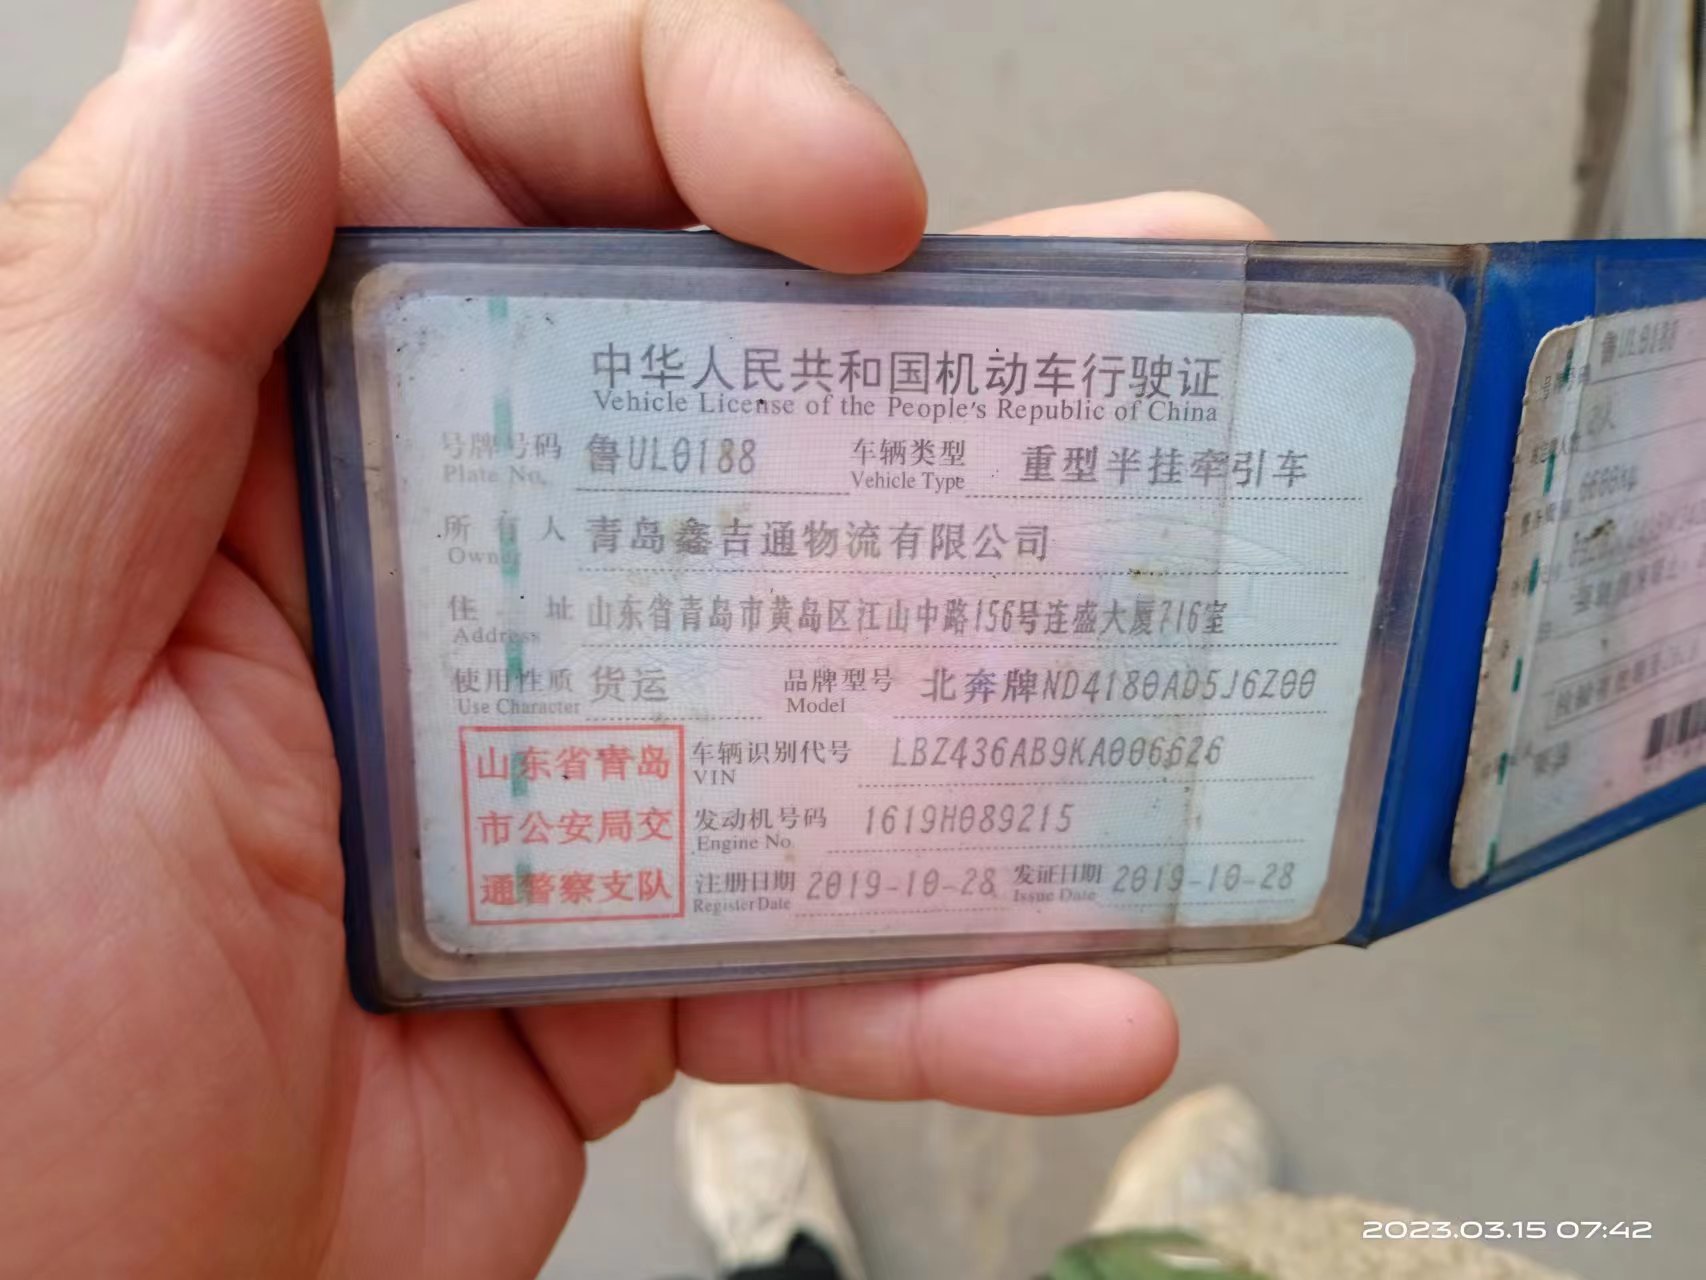 中华人民共和国机动车行驶证
Vehicle License of the People's Republic of China
号牌号码 鲁UL0188 车辆类型 重型半挂牵引车
Plate No. Vehicle Type
所有人 青岛鑫吉通物流有限公司
Owner
住址 山东省青岛市黄岛区江山中路156号连盛大厦716室
Address
使用性质 货运 品牌型号 北奔牌ND4180AD5J6Z00
Use Character Model
山东省青岛
市公安局交
通警察支队
车辆识别代号 LBZ436AB9KA006626
VIN
发动机号码 1619H089215
Engine No.
注册日期 2019-10-28 发证日期 2019-10-28
Register Date Issue Date
鲁UL0188
2023.03.15 07:42